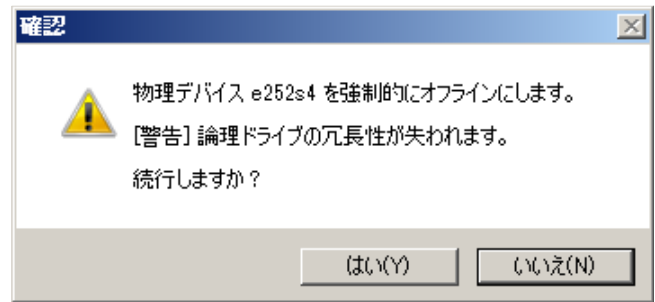 確認
物理デバイス e252s4 を強制的にオフラインにします。
[警告] 論理ドライブの冗長性が失われます。
続行しますか？
はい(Y)
いいえ(N)